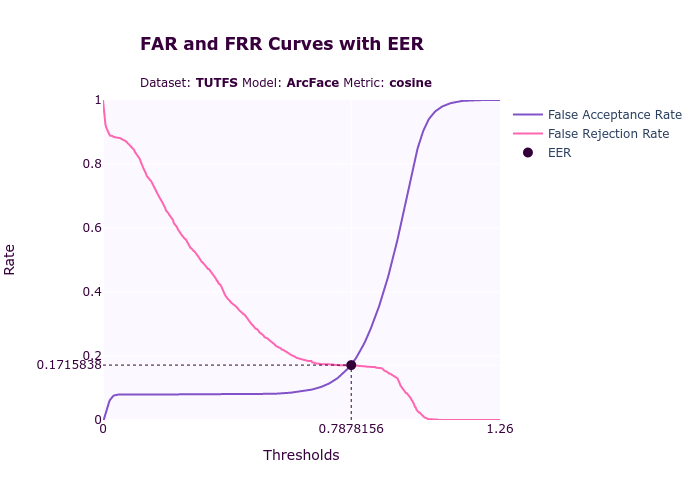 FAR and FRR Curves with EER
Dataset: TUTFS Model: ArcFace Metric: cosine
False Acceptance Rate
False Rejection Rate
EER
Rate
1
0.8
0.6
0.4
0.2
0.1715838
0
0
0.7878156
1.26
Thresholds